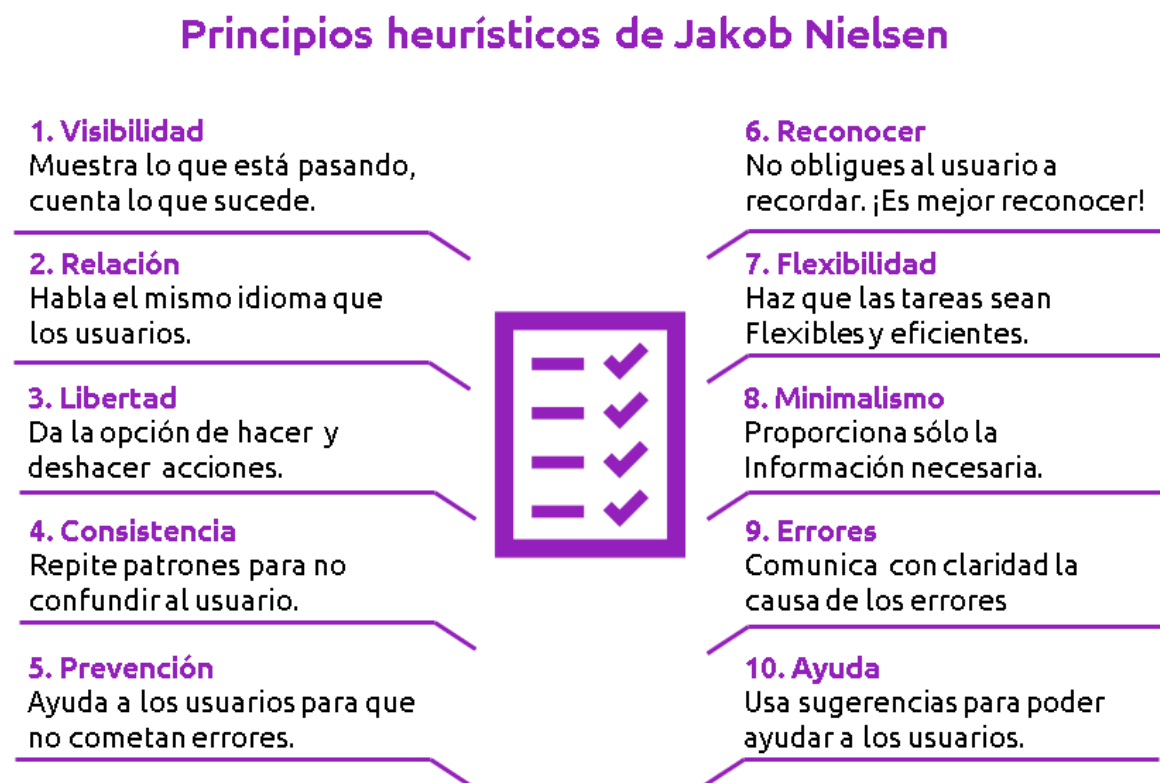 Principios heurísticos de Jakob Nielsen
1. Visibilidad
Muestra lo que está pasando,
cuenta lo que sucede.
2. Relación
Habla el mismo idioma que
los usuarios.
3. Libertad
Da la opción de hacer y
deshacer acciones.
4. Consistencia
Repite patrones para no
confundir al usuario.
5. Prevención
Ayuda a los usuarios para que
no cometan errores.
6. Reconocer
No obligues al usuario a
recordar. ¡Es mejor reconocer!
7. Flexibilidad
Haz que las tareas sean
Flexibles y eficientes.
8. Minimalismo
Proporciona sólo la
Información necesaria.
9. Errores
Comunica con claridad la
causa de los errores
10. Ayuda
Usa sugerencias para poder
ayudar a los usuarios.